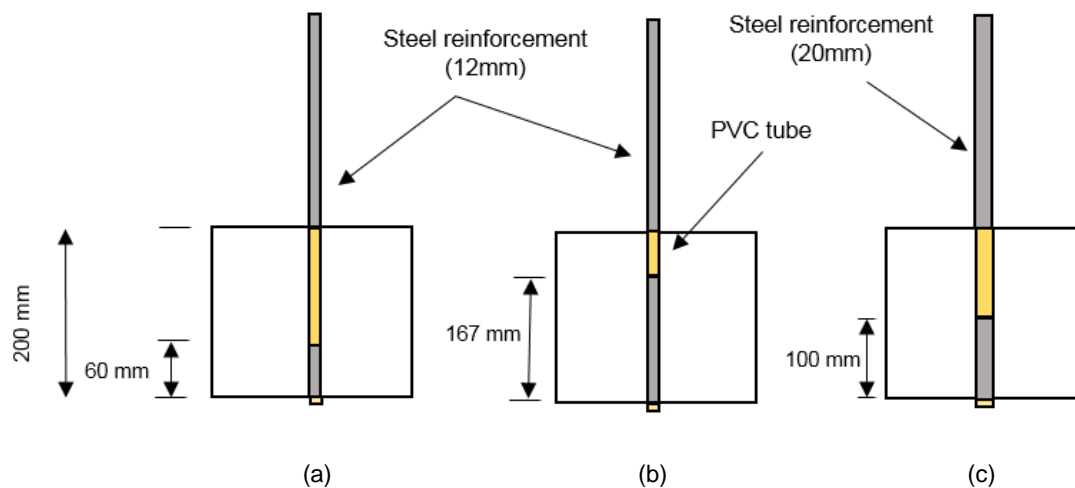 Steel reinforcement
(12mm)
Steel reinforcement
(20mm)
PVC tube
200 mm
60 mm
167 mm
100 mm
(a)
(b)
(c)